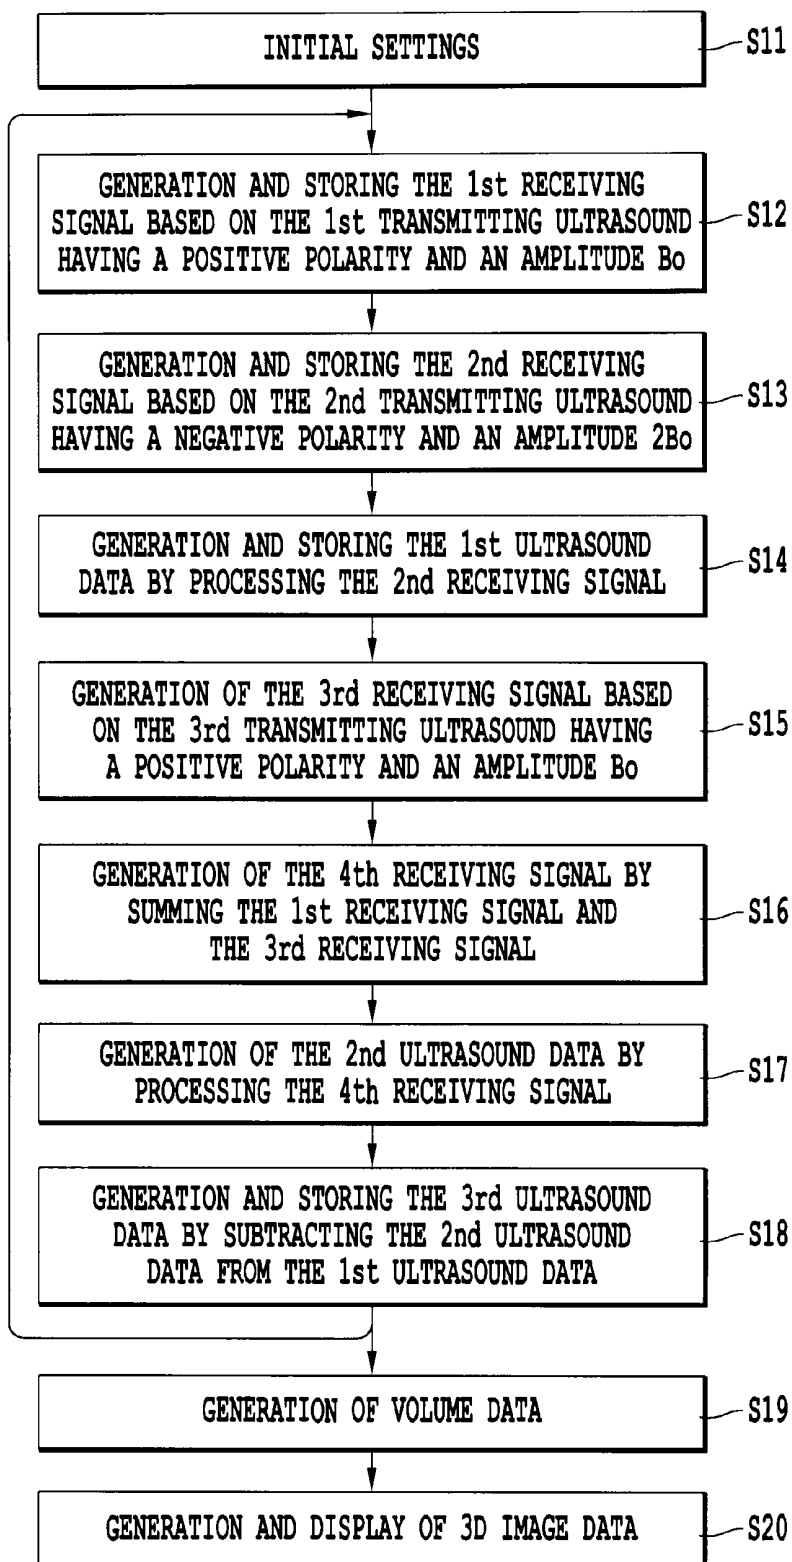 INITIAL SETTINGS
S11
GENERATION AND STORING THE 1st RECEIVING
SIGNAL BASED ON THE 1st TRANSMITTING ULTRASOUND
HAVING A POSITIVE POLARITY AND AN AMPLITUDE Bo
S12
GENERATION AND STORING THE 2nd RECEIVING
SIGNAL BASED ON THE 2nd TRANSMITTING ULTRASOUND
HAVING A NEGATIVE POLARITY AND AN AMPLITUDE 2Bo
S13
GENERATION AND STORING THE 1st ULTRASOUND
DATA BY PROCESSING THE 2nd RECEIVING SIGNAL
S14
GENERATION OF THE 3rd RECEIVING SIGNAL BASED
ON THE 3rd TRANSMITTING ULTRASOUND HAVING
A POSITIVE POLARITY AND AN AMPLITUDE Bo
S15
GENERATION OF THE 4th RECEIVING SIGNAL BY
SUMMING THE 1st RECEIVING SIGNAL AND
THE 3rd RECEIVING SIGNAL
S16
GENERATION OF THE 2nd ULTRASOUND DATA BY
PROCESSING THE 4th RECEIVING SIGNAL
S17
GENERATION AND STORING THE 3rd ULTRASOUND
DATA BY SUBTRACTING THE 2nd ULTRASOUND
DATA FROM THE 1st ULTRASOUND DATA
S18
GENERATION OF VOLUME DATA
S19
GENERATION AND DISPLAY OF 3D IMAGE DATA
S20